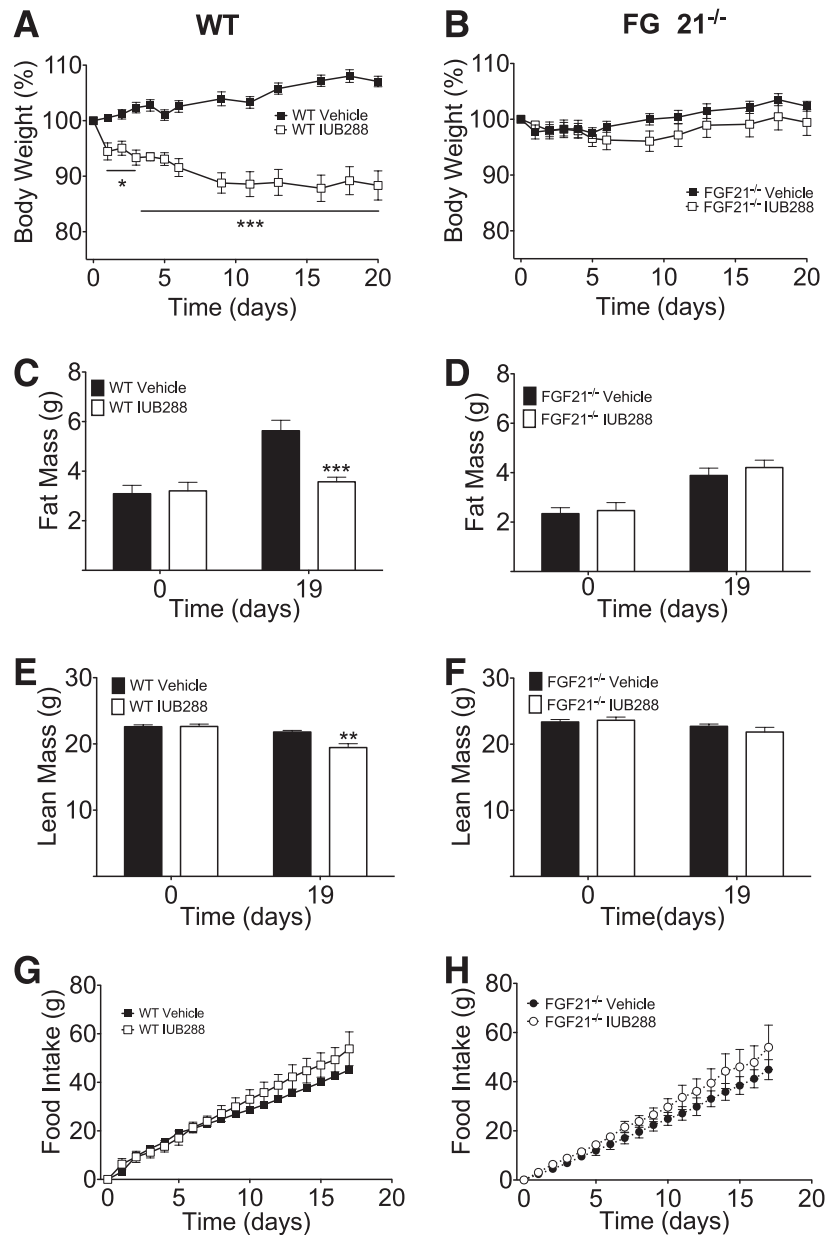 A
WT
Body Weight (%)
110
100
90
80
WT Vehicle
WT IUB288
*
***
0 5 10 15 20
Time (days)
B
FG 21-/-
Body Weight (%)
110
100
90
80
FGF21-/- Vehicle
FGF21-/- IUB288
0 5 10 15 20
Time (days)
C
Fat Mass (g)
8
6
4
2
WT Vehicle
WT IUB288
***
0 19
Time (days)
D
Fat Mass (g)
8
6
4
2
FGF21-/- Vehicle
FGF21-/- IUB288
0 19
Time (days)
E
Lean Mass (g)
30
20
10
WT Vehicle
WT IUB288
**
0 19
Time (days)
F
Lean Mass (g)
30
20
10
FGF21-/- Vehicle
FGF21-/- IUB288
0 19
Time(days)
G
Food Intake (g)
80
60
40
20
0
WT Vehicle
WT IUB288
0 5 10 15 20
Time (days)
H
Food Intake (g)
80
60
40
20
0
FGF21-/- Vehicle
FGF21-/- IUB288
0 5 10 15 20
Time (days)